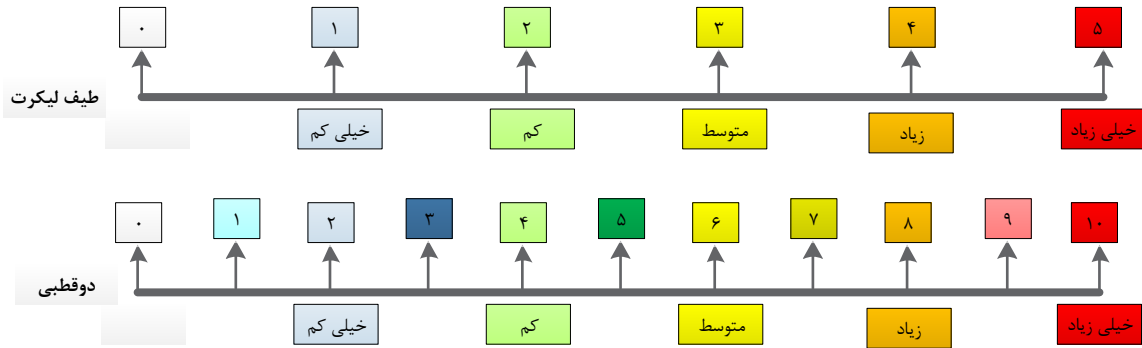 ۰ ۱ ۲ ۳ ۴ ۵
طیف لیکرت
خیلی کم کم متوسط زیاد خیلی زیاد
۰ ۱ ۲ ۳ ۴ ۵ ۶ ۷ ۸ ۹ ۱۰
دوقطبی
خیلی کم کم متوسط زیاد خیلی زیاد